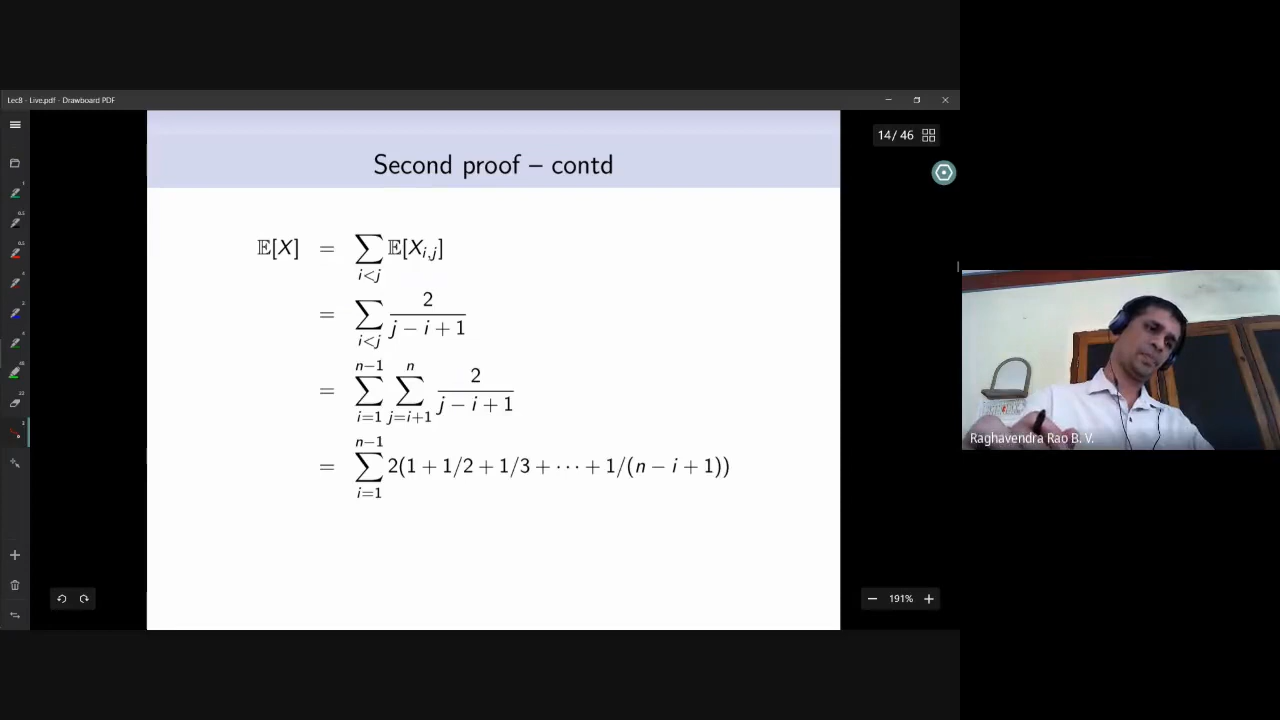 Lec8 - Live.pdf - Drawboard PDF
14 / 46
Second proof – contd
𝔼[X] = ∑_{i<j} 𝔼[X_{i,j}]
= ∑_{i<j} 2/(j − i + 1)
= ∑_{i=1}^{n−1} ∑_{j=i+1}^{n} 2/(j − i + 1)
= ∑_{i=1}^{n−1} 2(1 + 1/2 + 1/3 + ··· + 1/(n − i + 1))
Raghavendra Rao B. V.
191%